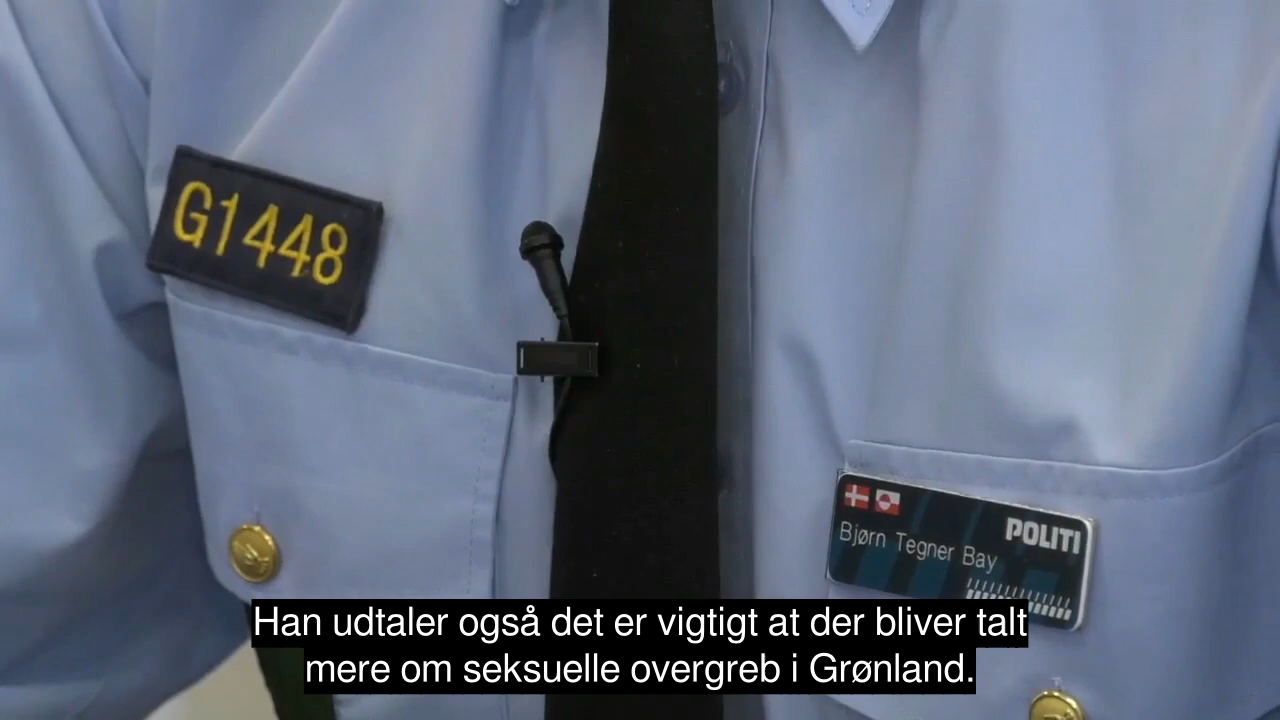 G1448
POLITI
Bjørn Tegner Bay
Han udtaler også det er vigtigt at der bliver talt
mere om seksuelle overgreb i Grønland.